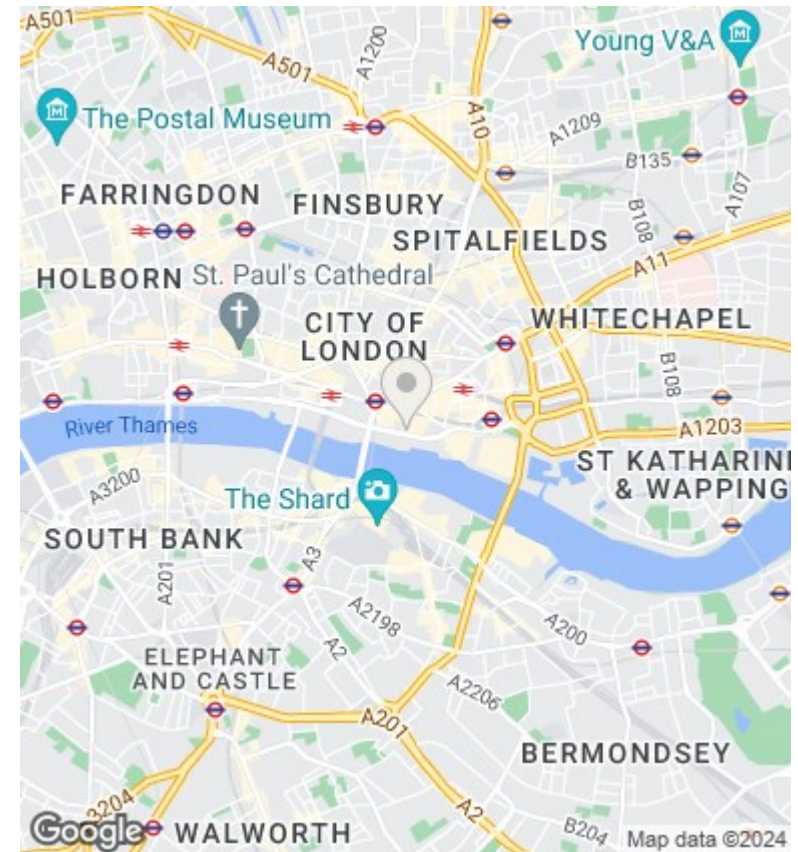 A501
A501
A1200
Young V&A
The Postal Museum
A10
A1209
B135
A107
FARRINGDON
FINSBURY
SPITALFIELDS
B108
A11
HOLBORN
St. Paul's Cathedral
CITY OF
LONDON
WHITECHAPEL
B108
River Thames
A1203
A3200
The Shard
ST KATHARINE
& WAPPING
SOUTH BANK
A201
A3
A2198
A200
A2
ELEPHANT
AND CASTLE
A2206
A201
BERMONDSEY
3204
A2
B204
Google
WALWORTH
Map data ©2024